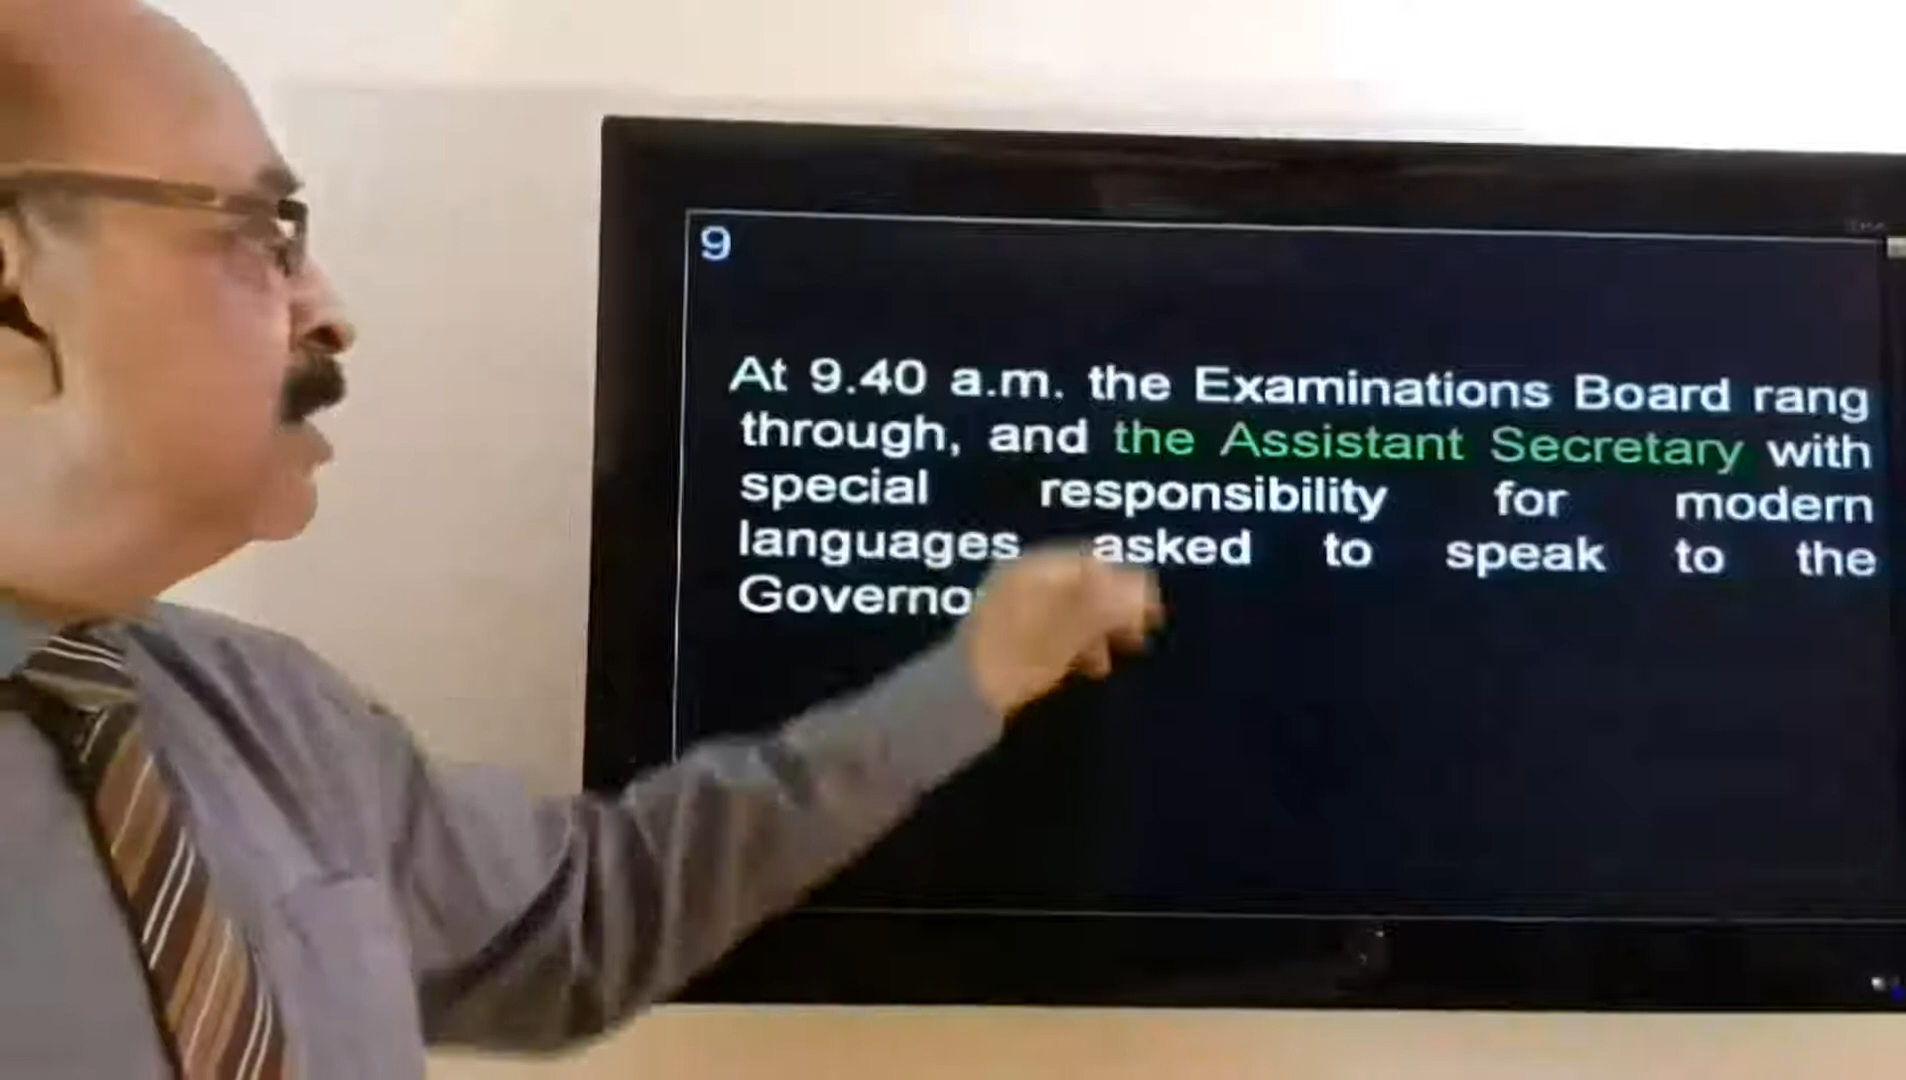 9
At 9.40 a.m. the Examinations Board rang
through, and the Assistant Secretary with
special responsibility for modern
languages asked to speak to the